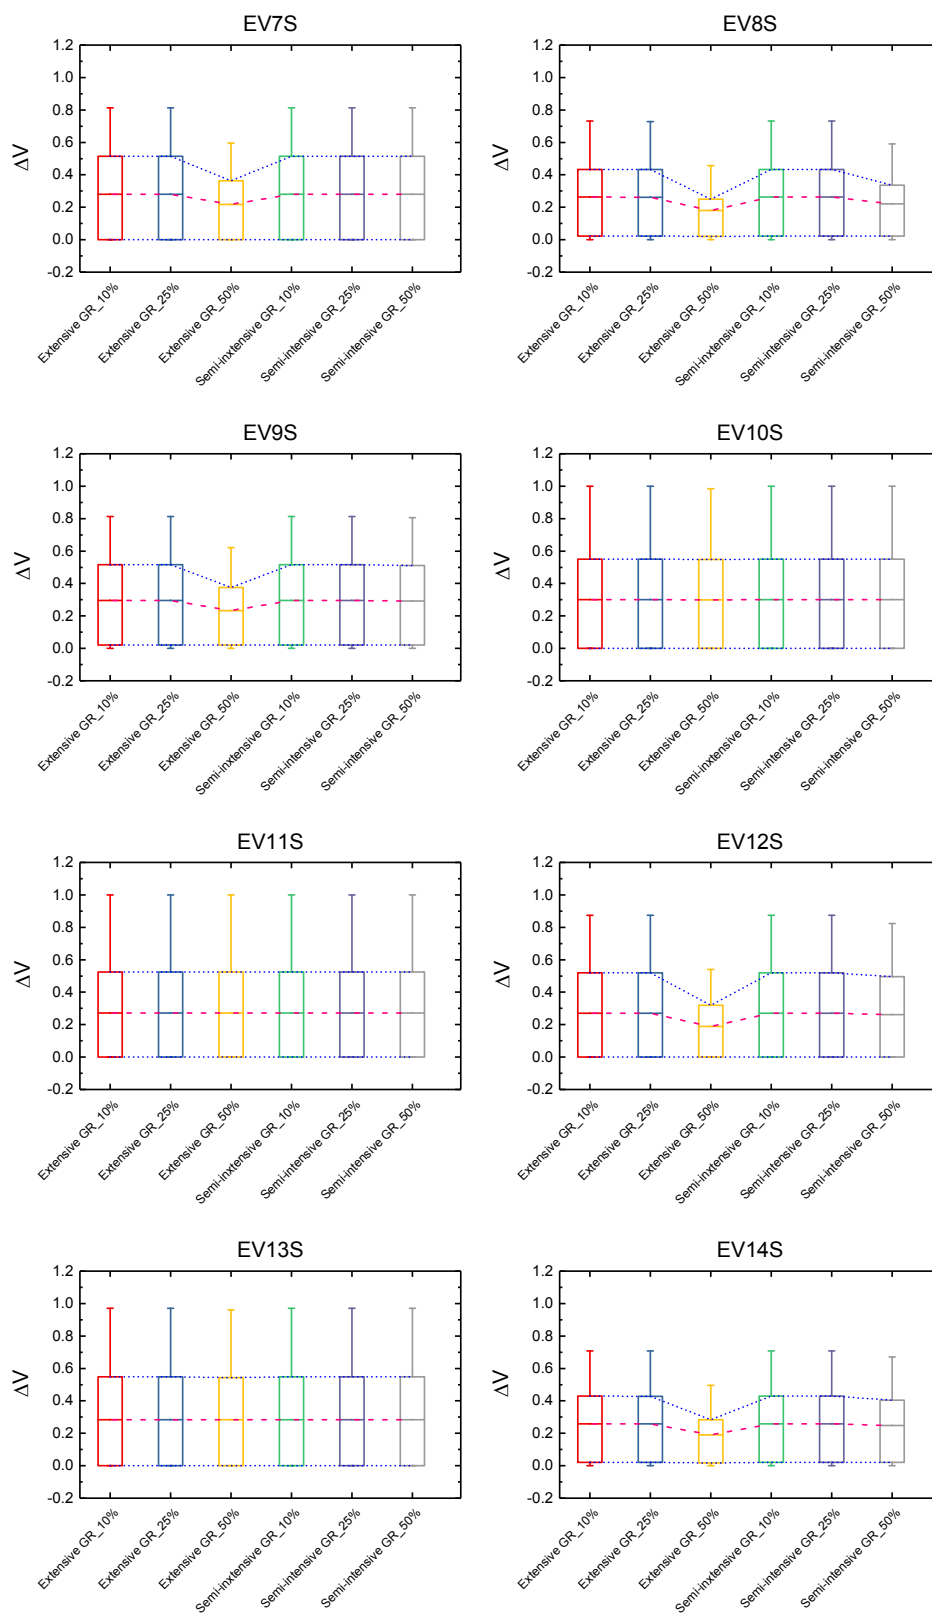 EV7S
1.2
1.0
0.8
0.6
0.4
0.2
0.0
-0.2
ΔV
Extensive GR_10%
Extensive GR_25%
Extensive GR_50%
Semi-inxtensive GR_10%
Semi-intensive GR_25%
Semi-intensive GR_50%
EV8S
1.2
1.0
0.8
0.6
0.4
0.2
0.0
-0.2
ΔV
Extensive GR_10%
Extensive GR_25%
Extensive GR_50%
Semi-inxtensive GR_10%
Semi-intensive GR_25%
Semi-intensive GR_50%
EV9S
1.2
1.0
0.8
0.6
0.4
0.2
0.0
-0.2
ΔV
Extensive GR_10%
Extensive GR_25%
Extensive GR_50%
Semi-inxtensive GR_10%
Semi-intensive GR_25%
Semi-intensive GR_50%
EV10S
1.2
1.0
0.8
0.6
0.4
0.2
0.0
-0.2
ΔV
Extensive GR_10%
Extensive GR_25%
Extensive GR_50%
Semi-inxtensive GR_10%
Semi-intensive GR_25%
Semi-intensive GR_50%
EV11S
1.2
1.0
0.8
0.6
0.4
0.2
0.0
-0.2
ΔV
Extensive GR_10%
Extensive GR_25%
Extensive GR_50%
Semi-inxtensive GR_10%
Semi-intensive GR_25%
Semi-intensive GR_50%
EV12S
1.2
1.0
0.8
0.6
0.4
0.2
0.0
-0.2
ΔV
Extensive GR_10%
Extensive GR_25%
Extensive GR_50%
Semi-inxtensive GR_10%
Semi-intensive GR_25%
Semi-intensive GR_50%
EV13S
1.2
1.0
0.8
0.6
0.4
0.2
0.0
-0.2
ΔV
Extensive GR_10%
Extensive GR_25%
Extensive GR_50%
Semi-inxtensive GR_10%
Semi-intensive GR_25%
Semi-intensive GR_50%
EV14S
1.2
1.0
0.8
0.6
0.4
0.2
0.0
-0.2
ΔV
Extensive GR_10%
Extensive GR_25%
Extensive GR_50%
Semi-inxtensive GR_10%
Semi-intensive GR_25%
Semi-intensive GR_50%